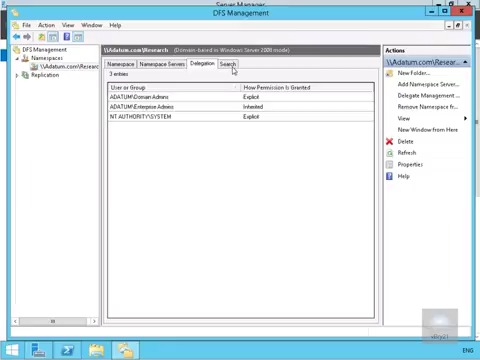 Server Manager
DFS Management
File Action View Window Help
DFS Management
Namespaces
\\Adatum.com\Research
Replication
\\Adatum.com\Research (Domain-based in Windows Server 2008 mode)
Namespace Namespace Servers Delegation Search
3 entries
User or Group How Permission Is Granted
ADATUM\Domain Admins Explicit
ADATUM\Enterprise Admins Inherited
NT AUTHORITY\SYSTEM Explicit
Actions
\\Adatum.com\Resear...
New Folder...
Add Namespace Server...
Delegate Management ...
Remove Namespace fro...
View
New Window from Here
Delete
Refresh
Properties
Help
ENG